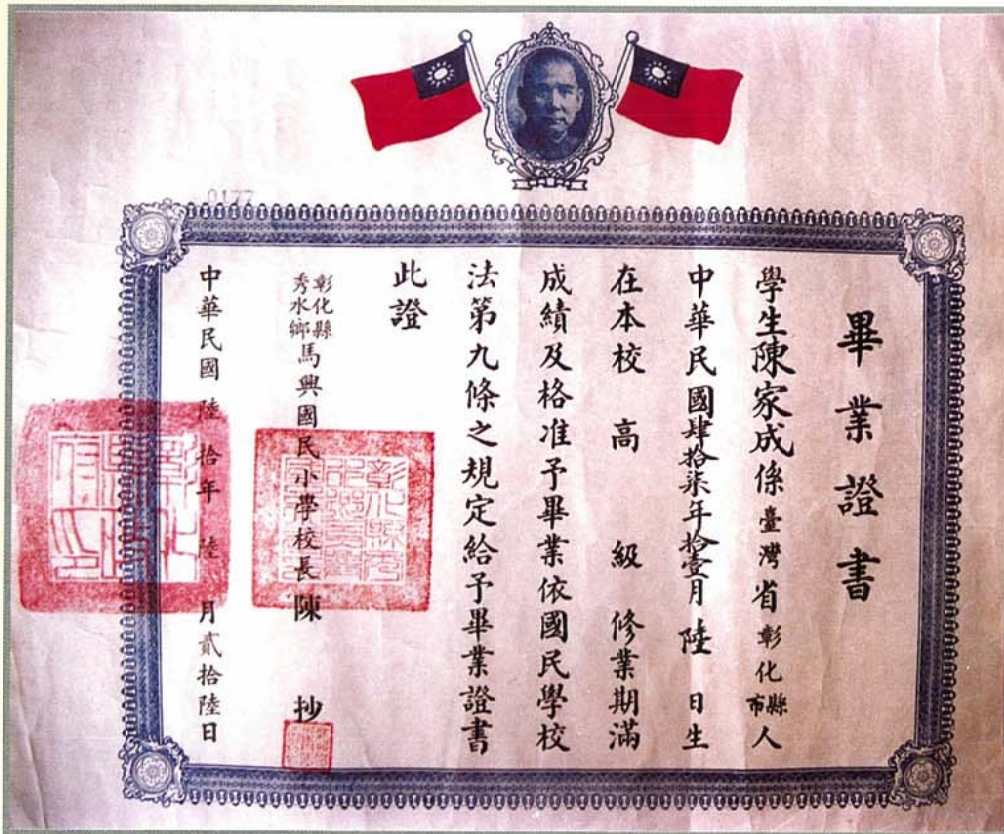 畢業證書
學生陳家成係臺灣省彰化縣市人
中華民國肆拾柒年拾壹月陸日生
在本校高級修業期滿
成績及格准予畢業依國民學校
法第九條之規定給予畢業證書
此證
彰化縣
秀水鄉
馬興國民小學校長陳抄
中華民國陸拾年陸月貳拾陸日
0177